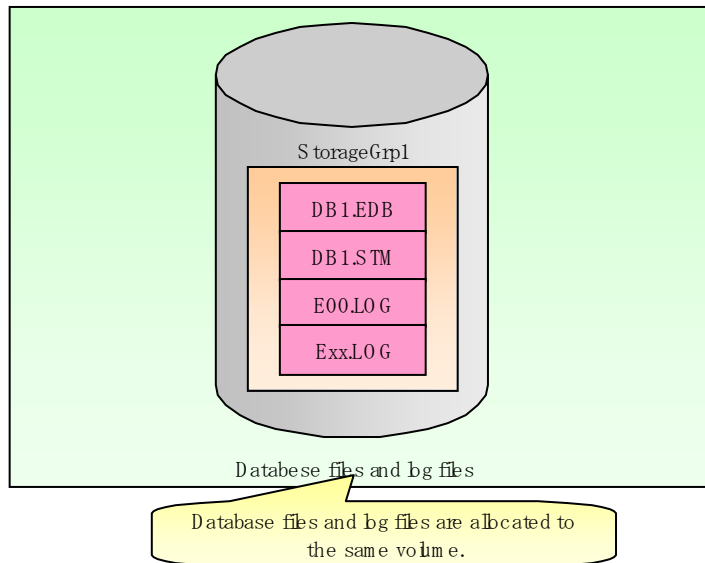 StorageGrp1
DB1.EDB
DB1.STM
E00.LOG
Exx.LOG
Databese files and log files
Database files and log files are allocated to
the same volume.